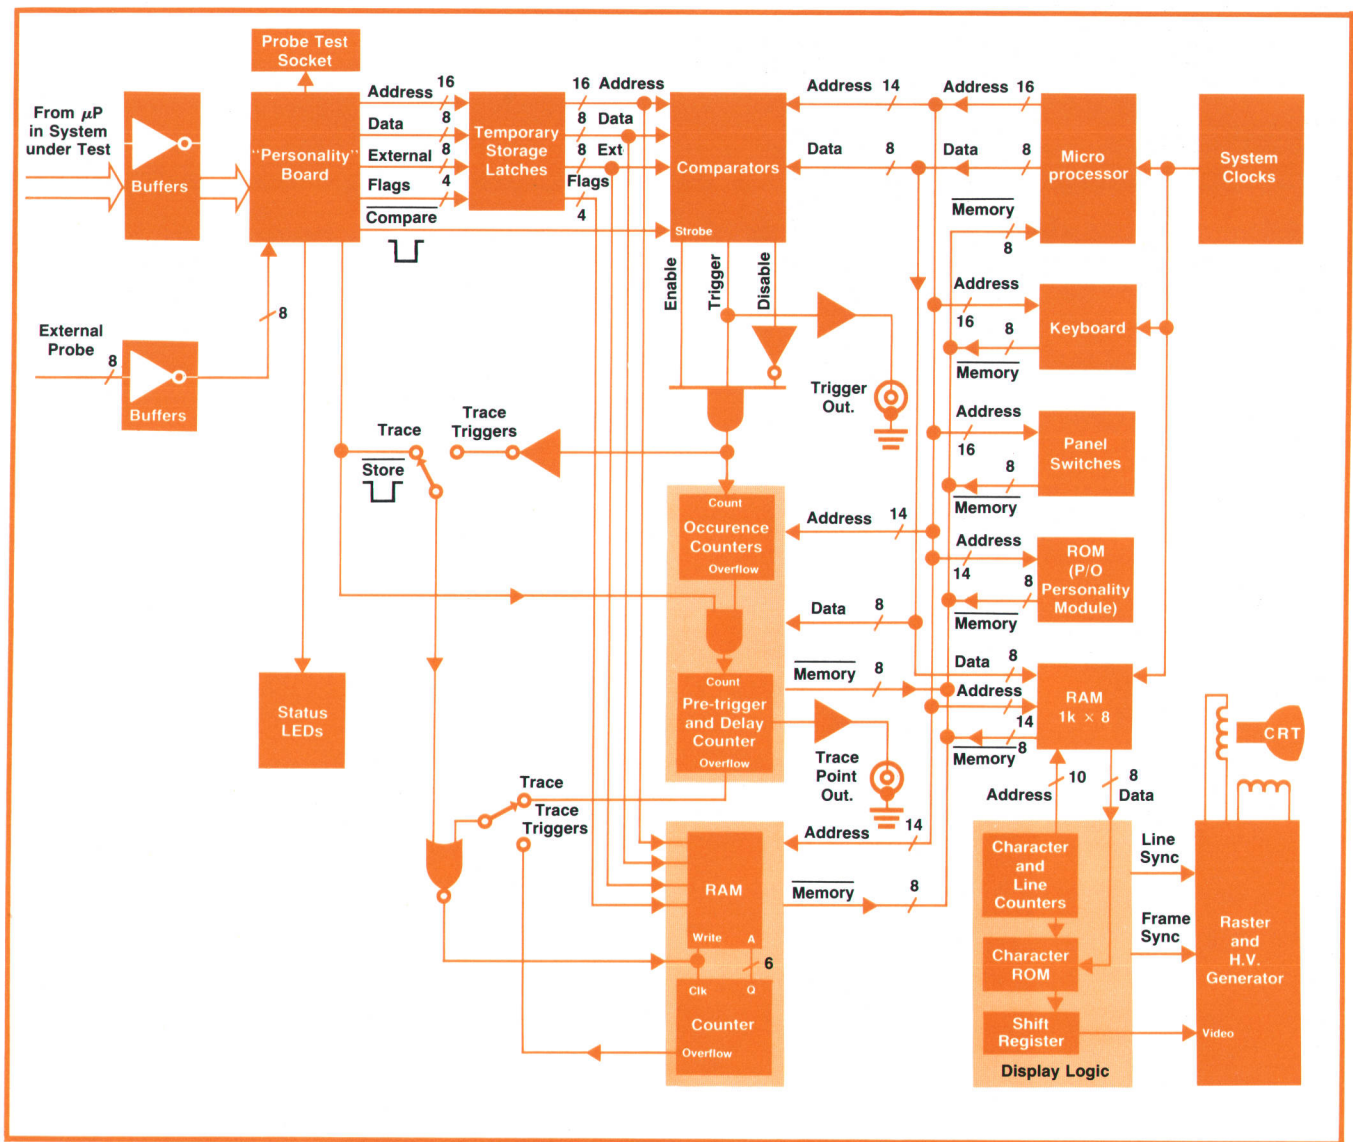 Probe Test
Socket
From μP
in System
under Test
Buffers
"Personality"
Board
Address 16
Data 8
External 8
Flags 4
Compare
Temporary
Storage
Latches
16 Address
8 Data
8 Ext
Flags
4
Comparators
Strobe
Enable
Trigger
Disable
Address 14
Data 8
Address 16
Data 8
Memory
8
Micro
processor
System
Clocks
External
Probe
8
Buffers
8
Address
16
8
Memory
Keyboard
Trigger
Out.
Trace
Trace
Triggers
Store
Address
16
8
Memory
Panel
Switches
Count
Occurence
Counters
Overflow
Address 14
Address
14
8
Memory
ROM
(P/O
Personality
Module)
Data 8
Memory 8
Count
Pre-trigger
and Delay
Counter
Overflow
Data 8
Address
14
Memory 8
RAM
1k × 8
Status
LEDs
Trace
Point
Out.
CRT
10
Address
8
Data
Trace
Trace
Triggers
Address 14
Memory 8
RAM
Write A
6
Clk Q
Counter
Overflow
Character
and
Line
Counters
Character
ROM
Shift
Register
Display Logic
Line
Sync
Frame
Sync
Raster
and
H.V.
Generator
Video